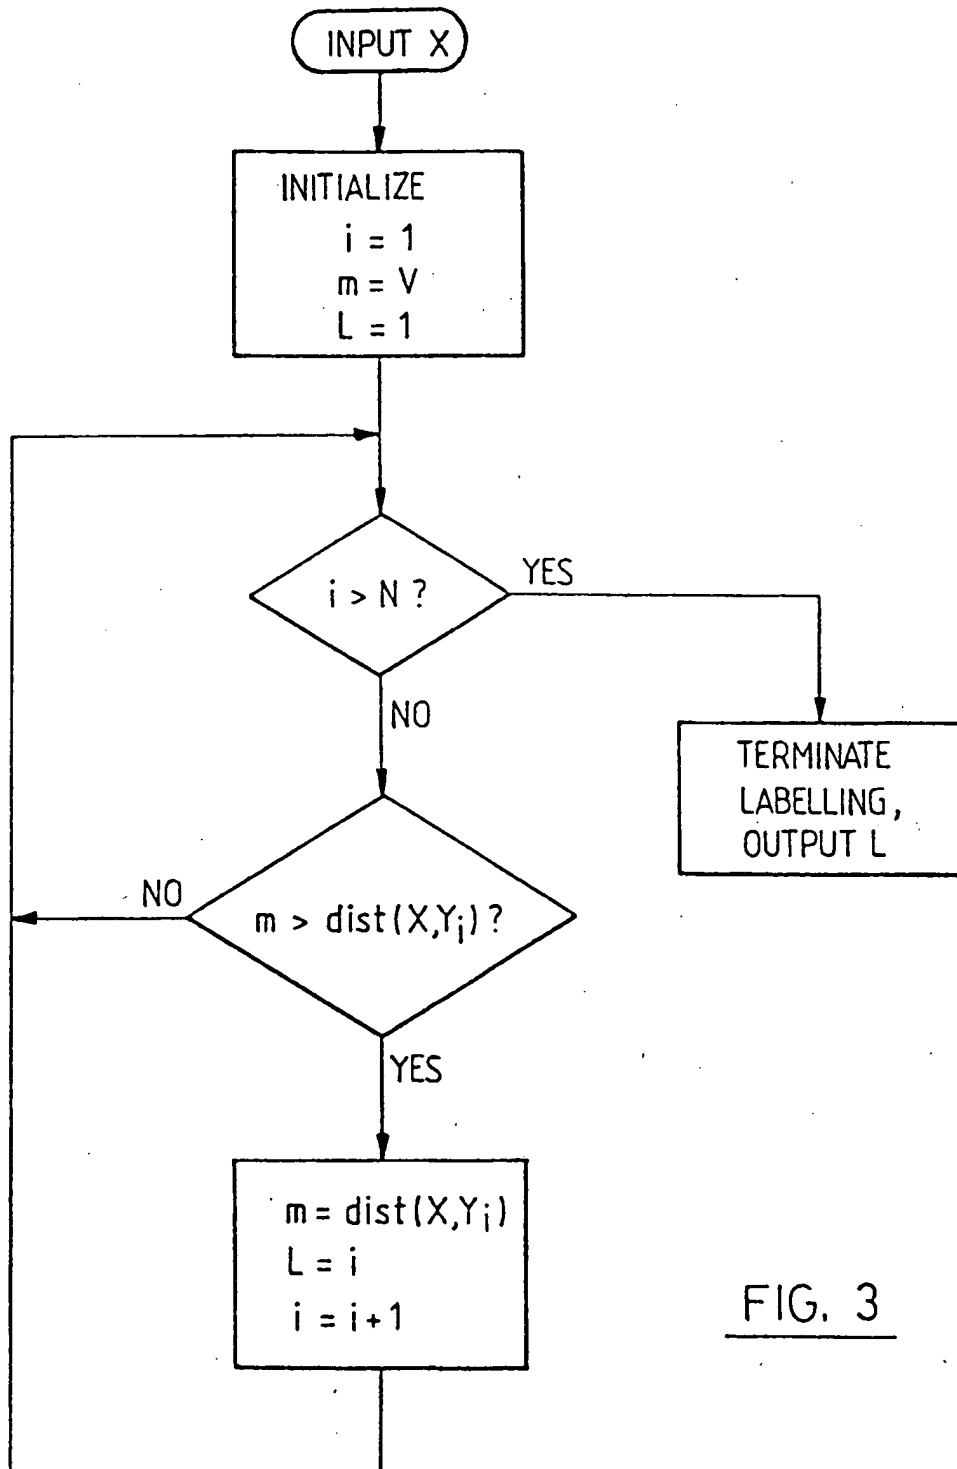 INPUT X
INITIALIZE
i = 1
m = V
L = 1
i > N ?
YES
NO
TERMINATE
LABELLING,
OUTPUT L
NO
m > dist(X,Yi)?
YES
m = dist(X,Yi)
L = i
i = i+1
FIG. 3